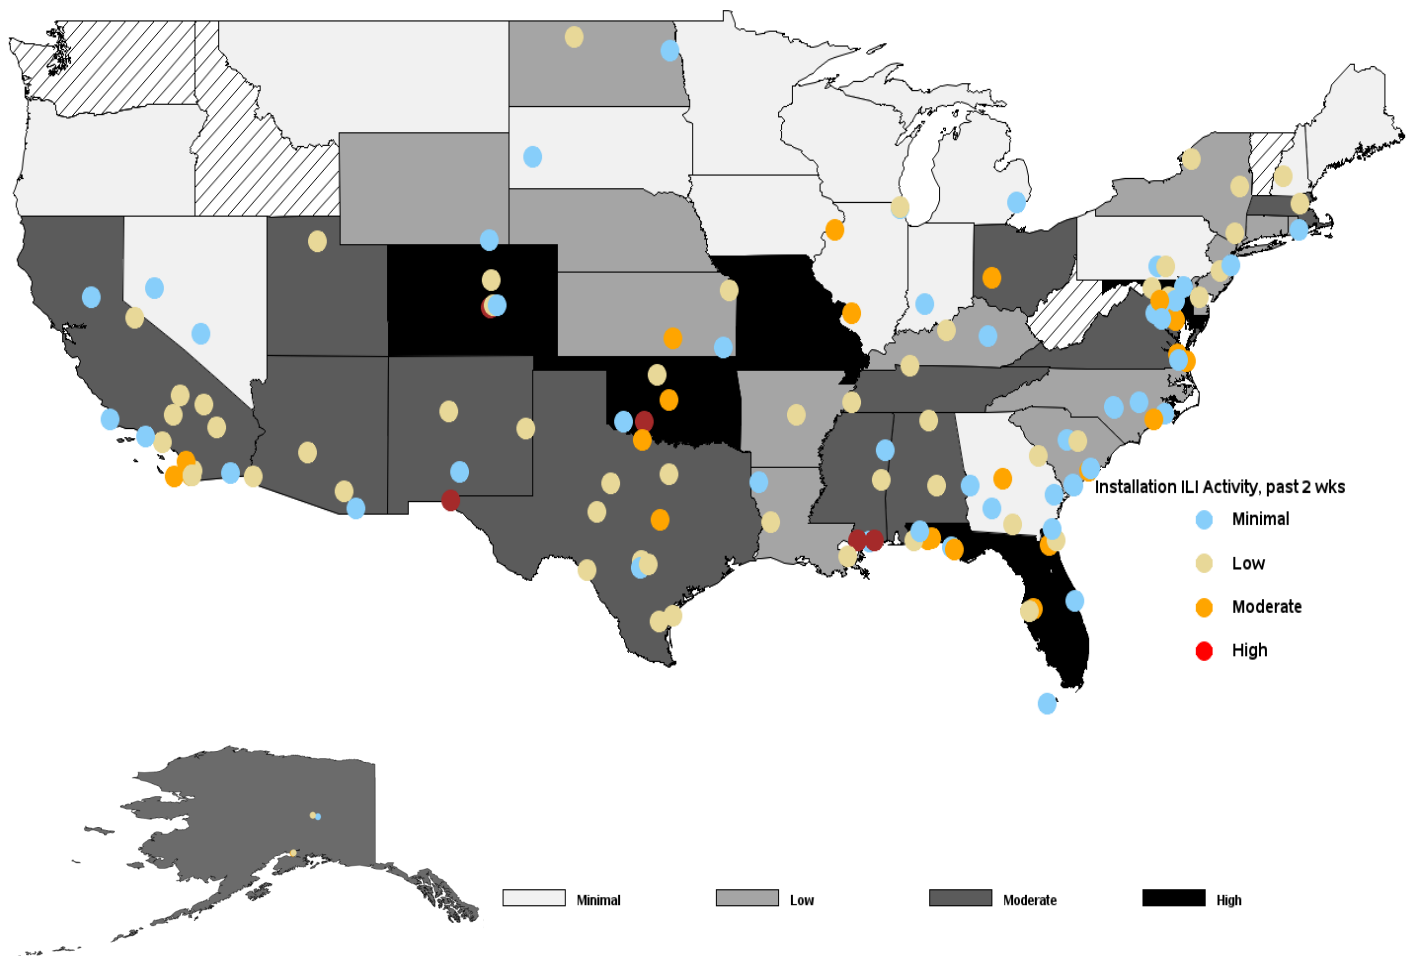 Installation ILI Activity, past 2 wks
Minimal
Low
Moderate
High
Minimal
Low
Moderate
High